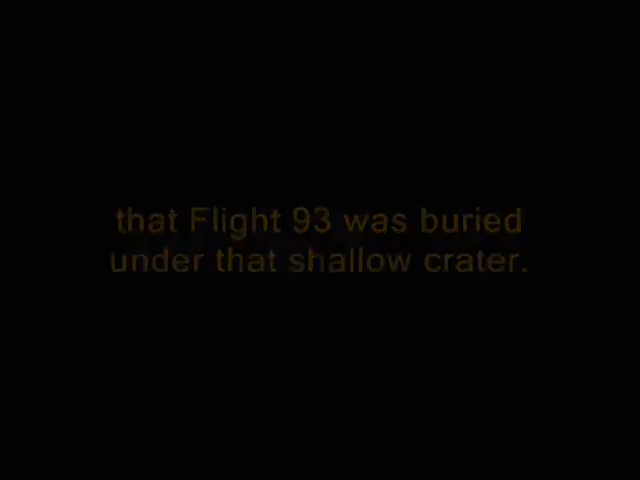 that Flight 93 was buried
under that shallow crater.